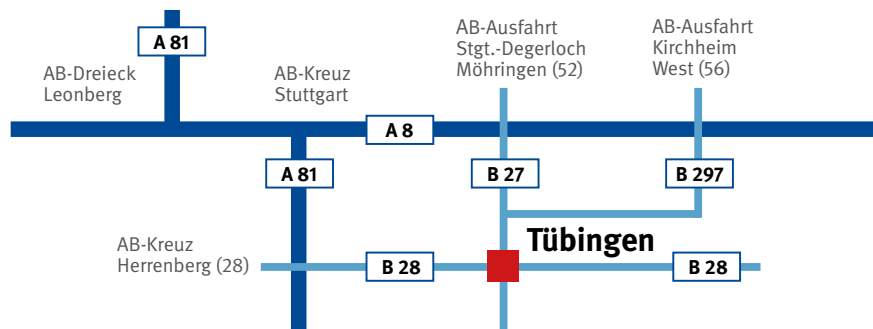 A 81
AB-Dreieck
Leonberg
AB-Kreuz
Stuttgart
AB-Ausfahrt
Stgt.-Degerloch
Möhringen (52)
AB-Ausfahrt
Kirchheim
West (56)
A 8
A 81
B 27
B 297
Tübingen
AB-Kreuz
Herrenberg (28)
B 28
B 28